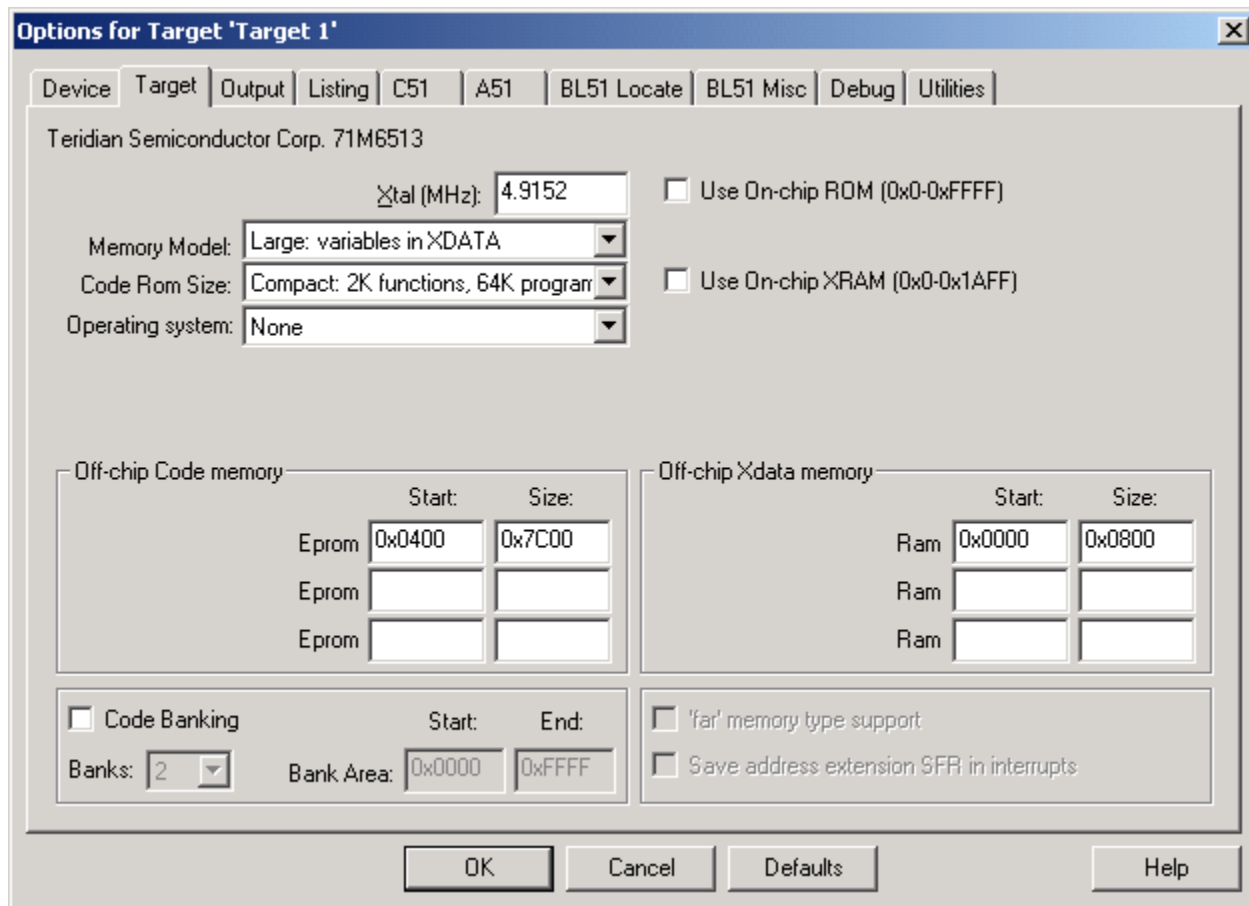 Options for Target 'Target 1'
Device Target Output Listing C51 A51 BL51 Locate BL51 Misc Debug Utilities
Teridian Semiconductor Corp. 71M6513
Xtal (MHz): 4.9152 Use On-chip ROM (0x0-0xFFFF)
Memory Model: Large: variables in XDATA
Code Rom Size: Compact: 2K functions, 64K program Use On-chip XRAM (0x0-0x1AFF)
Operating system: None
Off-chip Code memory
Start: Size:
Eprom 0x0400 0x7C00
Eprom
Eprom
Off-chip Xdata memory
Start: Size:
Ram 0x0000 0x0800
Ram
Ram
Code Banking Start: End:
Banks: 2 Bank Area: 0x0000 0xFFFF
'far' memory type support
Save address extension SFR in interrupts
OK Cancel Defaults Help